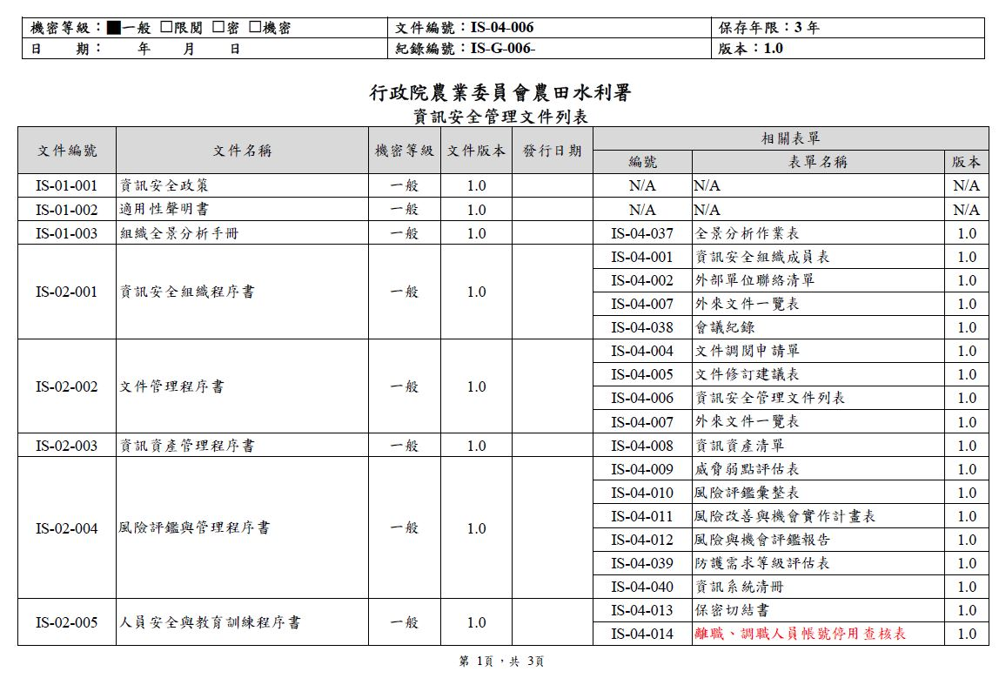 機密等級：■一般 □限閱 □密 □機密 文件編號：IS-04-006 保存年限：3 年
日 期： 年 月 日 紀錄編號：IS-G-006- 版本：1.0
行政院農業委員會農田水利署
資訊安全管理文件列表
文件編號 文件名稱 機密等級 文件版本 發行日期 相關表單
編號 表單名稱 版本
IS-01-001 資訊安全政策 一般 1.0 N/A N/A N/A
IS-01-002 適用性聲明書 一般 1.0 N/A N/A N/A
IS-01-003 組織全景分析手冊 一般 1.0 IS-04-037 全景分析作業表 1.0
IS-02-001 資訊安全組織程序書 一般 1.0 IS-04-001 資訊安全組織成員表 1.0
IS-04-002 外部單位聯絡清單 1.0
IS-04-007 外來文件一覽表 1.0
IS-04-038 會議紀錄 1.0
IS-02-002 文件管理程序書 一般 1.0 IS-04-004 文件調閱申請單 1.0
IS-04-005 文件修訂建議表 1.0
IS-04-006 資訊安全管理文件列表 1.0
IS-04-007 外來文件一覽表 1.0
IS-02-003 資訊資產管理程序書 一般 1.0 IS-04-008 資訊資產清單 1.0
IS-02-004 風險評鑑與管理程序書 一般 1.0 IS-04-009 威脅弱點評估表 1.0
IS-04-010 風險評鑑彙整表 1.0
IS-04-011 風險改善與機會實作計畫表 1.0
IS-04-012 風險與機會評鑑報告 1.0
IS-04-039 防護需求等級評估表 1.0
IS-04-040 資訊系統清冊 1.0
IS-02-005 人員安全與教育訓練程序書 一般 1.0 IS-04-013 保密切結書 1.0
IS-04-014 離職、調職人員帳號停用查核表 1.0
第 1頁，共 3頁